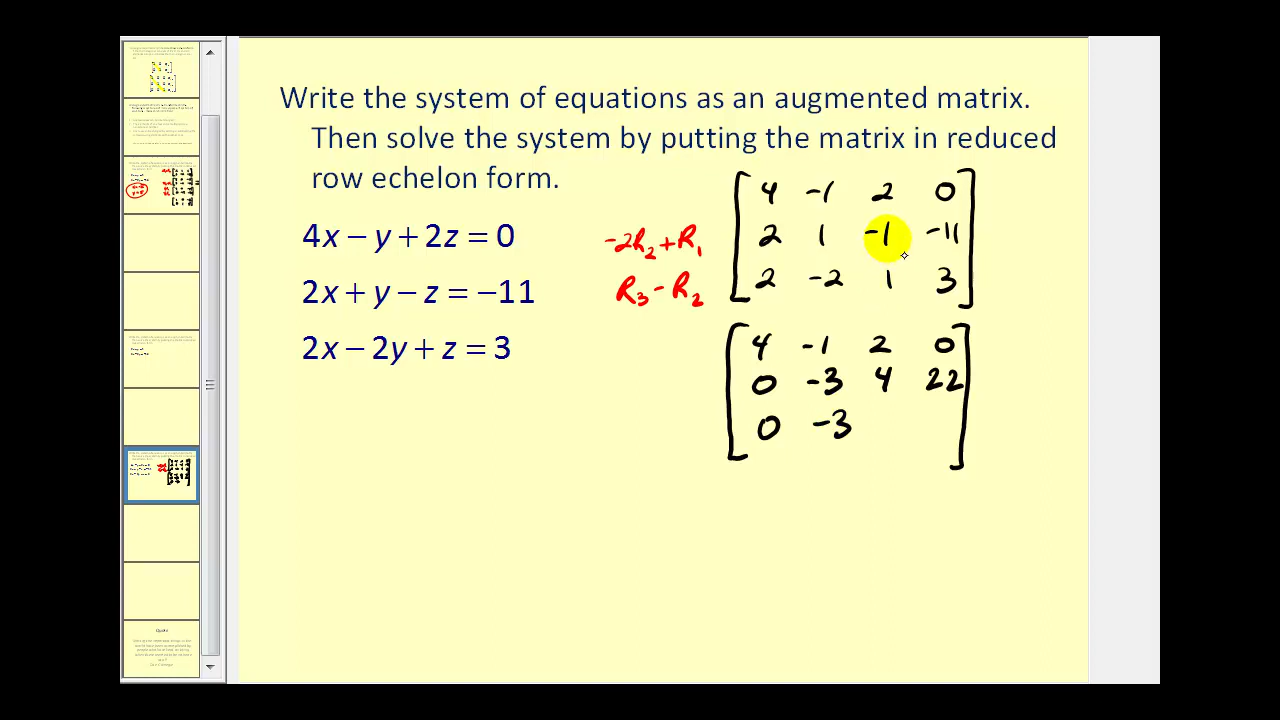 Write the system of equations as an augmented matrix.
Then solve the system by putting the matrix in reduced
row echelon form.
4x − y + 2z = 0
2x + y − z = −11
2x − 2y + z = 3
-2R₂+R₁
R₃-R₂
4 -1 2 0
2 1 -1 -11
2 -2 1 3
4 -1 2 0
0 -3 4 22
0 -3
Quote